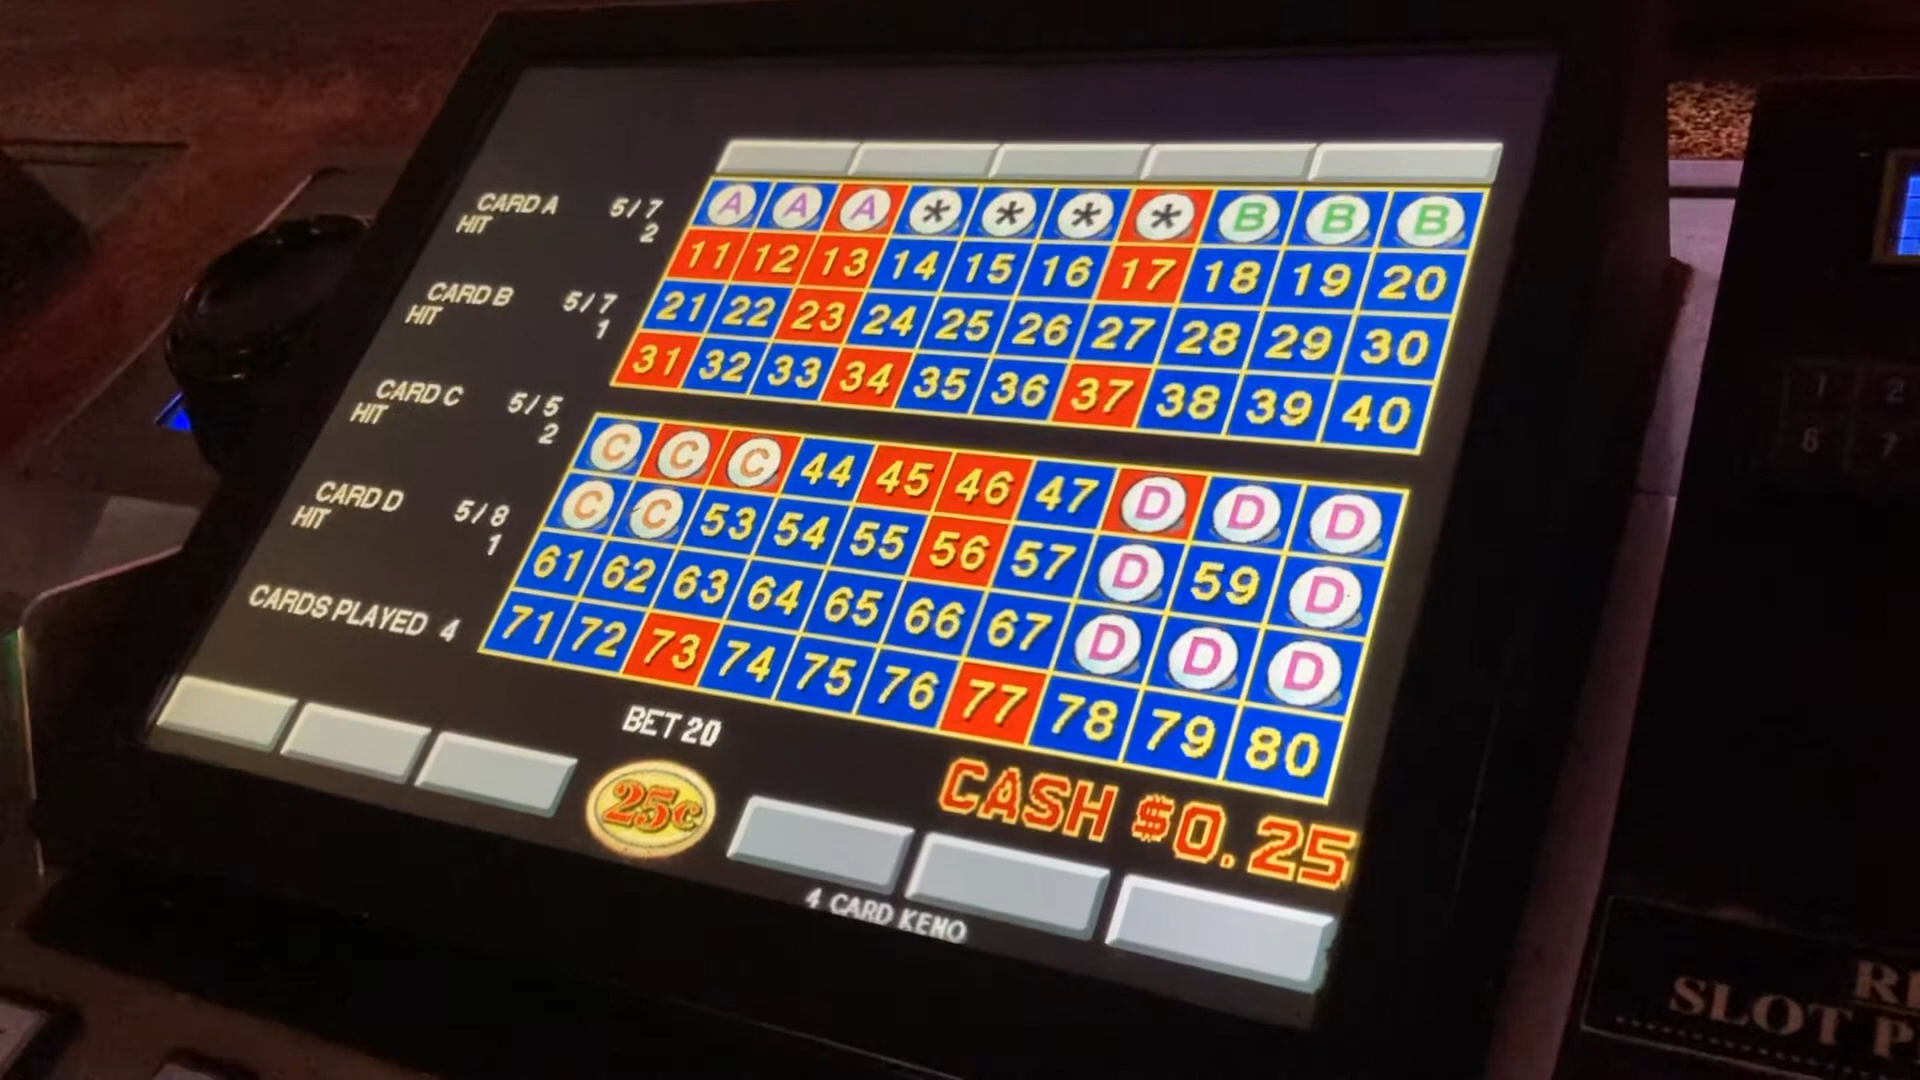 CARD A 5/7
HIT 2
CARD B 5/7
HIT 1
CARD C 5/5
HIT 2
CARD D 5/8
HIT 1
CARDS PLAYED 4
A A A * * * * B B B
11 12 13 14 15 16 17 18 19 20
21 22 23 24 25 26 27 28 29 30
31 32 33 34 35 36 37 38 39 40
C C C 44 45 46 47 D D D
C C 53 54 55 56 57 D 59 D
61 62 63 64 65 66 67 D D D
71 72 73 74 75 76 77 78 79 80
BET 20
25¢
CASH $0.25
4 CARD KENO
1 2
6 7
SLOT